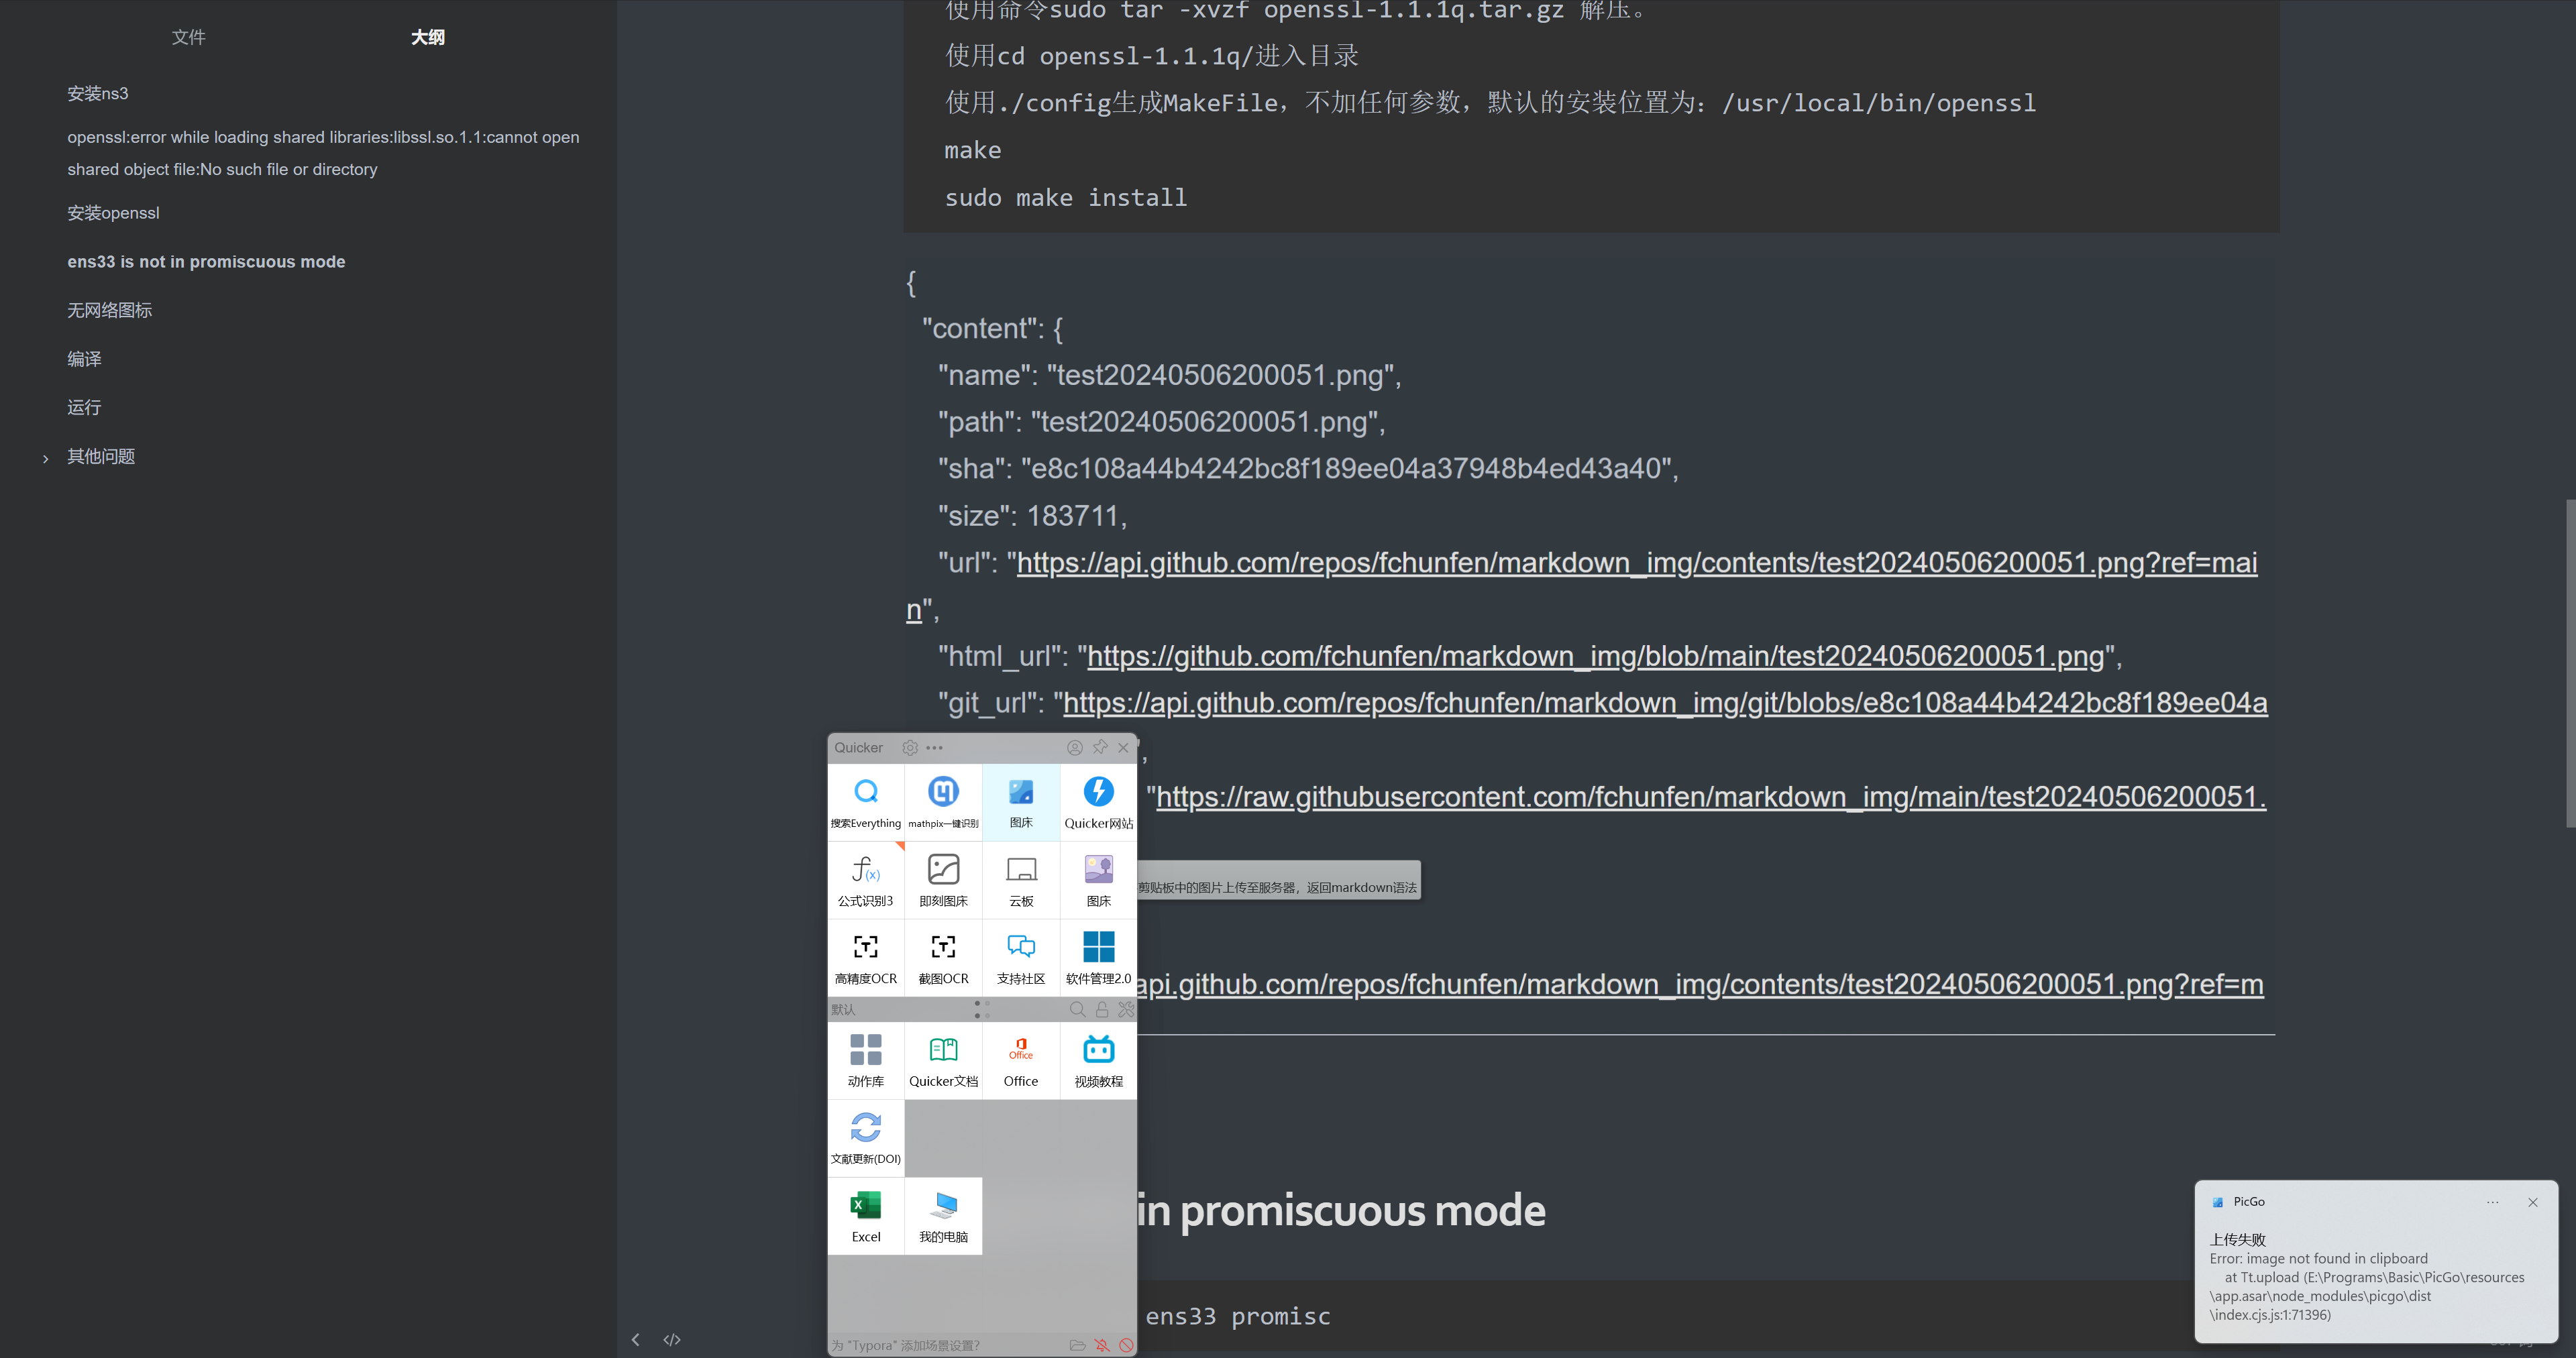 文件
大纲
安装ns3
openssl:error while loading shared libraries:libssl.so.1.1:cannot open
shared object file:No such file or directory
安装openssl
ens33 is not in promiscuous mode
无网络图标
编译
运行
其他问题
使用命令sudo tar -xvzf openssl-1.1.1q.tar.gz 解压。
使用cd openssl-1.1.1q/进入目录
使用./config生成MakeFile，不加任何参数，默认的安装位置为：/usr/local/bin/openssl
make
sudo make install
{
"content": {
"name": "test20240506200051.png",
"path": "test20240506200051.png",
"sha": "e8c108a44b4242bc8f189ee04a37948b4ed43a40",
"size": 183711,
"url": "https://api.github.com/repos/fchunfen/markdown_img/contents/test20240506200051.png?ref=mai
n",
"html_url": "https://github.com/fchunfen/markdown_img/blob/main/test20240506200051.png",
"git_url": "https://api.github.com/repos/fchunfen/markdown_img/git/blobs/e8c108a44b4242bc8f189ee04a
",
"https://raw.githubusercontent.com/fchunfen/markdown_img/main/test20240506200051.
api.github.com/repos/fchunfen/markdown_img/contents/test20240506200051.png?ref=m
in promiscuous mode
ens33 promisc
Quicker
搜索Everything
mathpix一键识别
图床
Quicker网站
公式识别3
即刻图床
云板
图床
高精度OCR
截图OCR
支持社区
软件管理2.0
默认
动作库
Quicker文档
Office
Office
视频教程
文献更新(DOI)
Excel
我的电脑
为 "Typora" 添加场景设置?
剪贴板中的图片上传至服务器，返回markdown语法
PicGo
上传失败
Error: image not found in clipboard
at Tt.upload (E:\Programs\Basic\PicGo\resources
\app.asar\node_modules\picgo\dist
\index.cjs.js:1:71396)